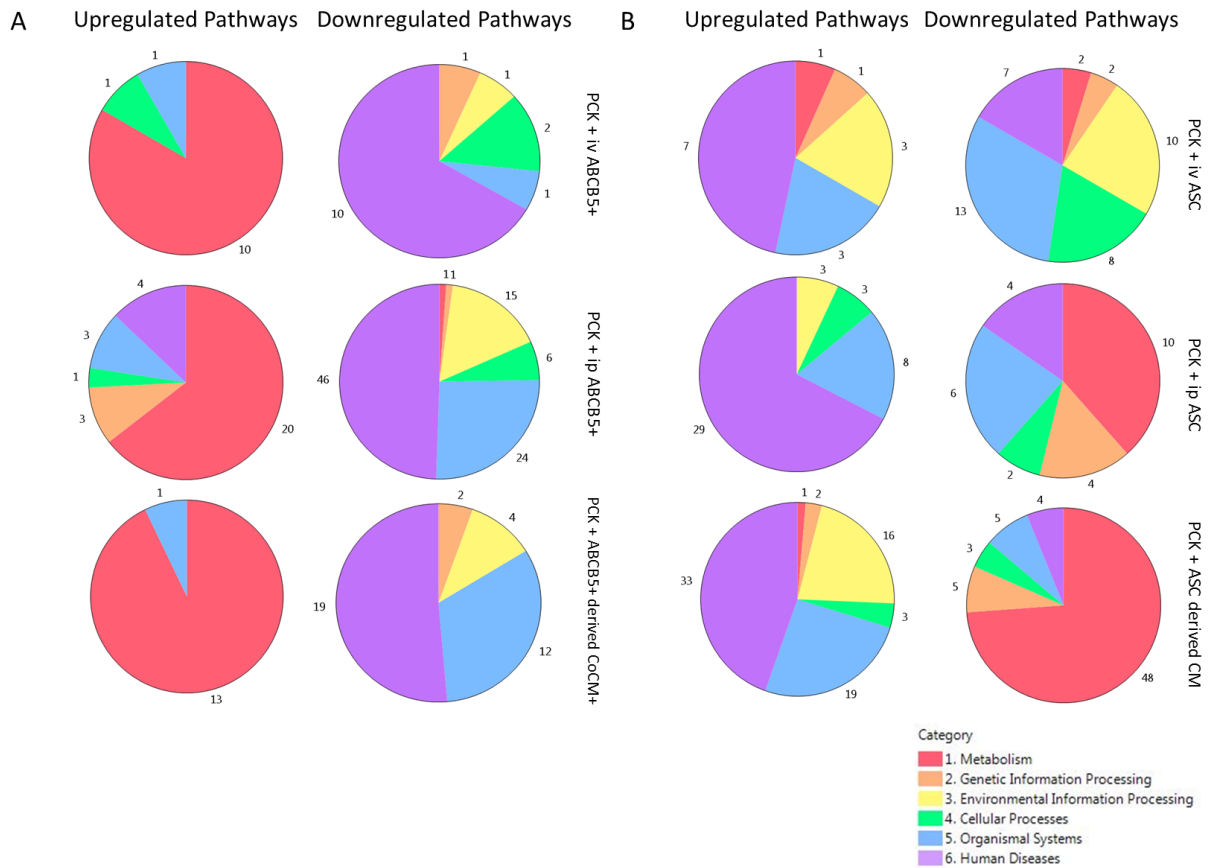 A
Upregulated Pathways
Downregulated Pathways
1
1
10
1
1
2
1
10
PCK + iv ABCB5+
4
3
1
3
20
11
15
6
24
46
PCK + ip ABCB5+
1
13
2
4
12
19
PCK + ABCB5+ derived CoCM+
B
Upregulated Pathways
Downregulated Pathways
1
1
3
3
7
2
2
10
8
13
7
PCK + iv ASC
3
3
8
29
4
10
6
2
4
PCK + ip ASC
1
2
16
3
19
33
4
5
3
5
48
PCK + ASC derived CM
Category
1. Metabolism
2. Genetic Information Processing
3. Environmental Information Processing
4. Cellular Processes
5. Organismal Systems
6. Human Diseases